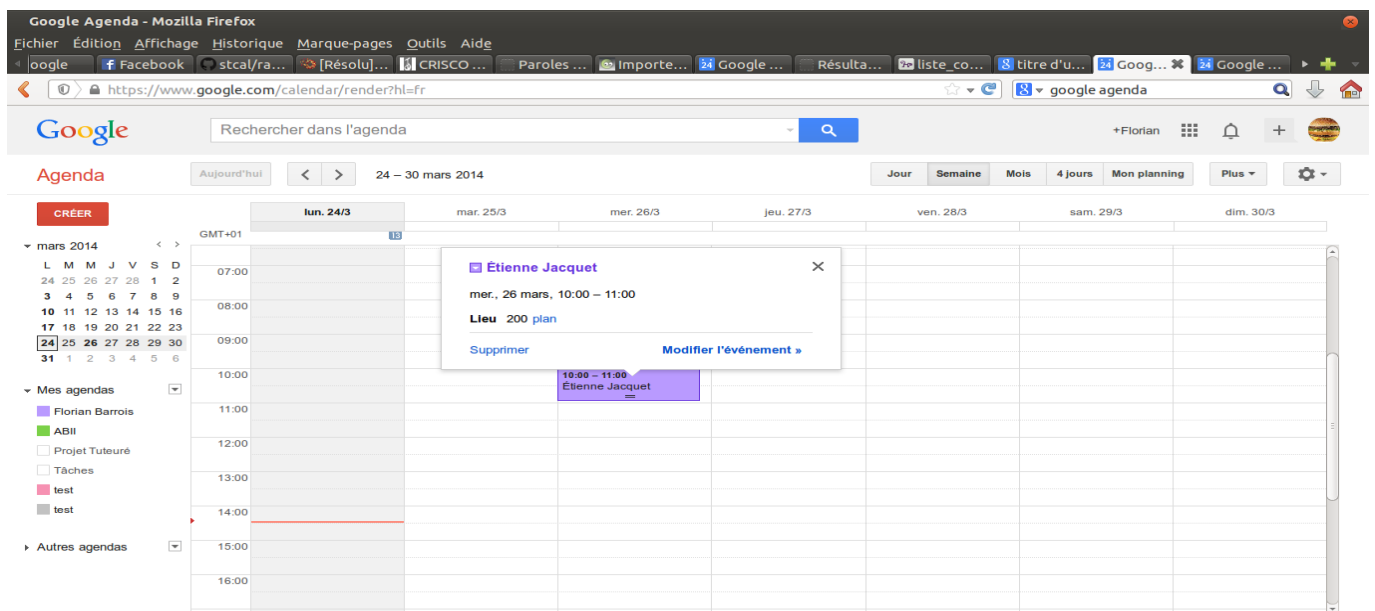 Google Agenda - Mozilla Firefox
Fichier Édition Affichage Historique Marque-pages Outils Aide
oogle Facebook stcal/ra... [Résolu]... CRISCO ... Paroles ... Importe... 24 Google ... Résulta... liste_co... titre d'u... 24 Goog... 24 Google ...
https://www.google.com/calendar/render?hl=fr google agenda
Google Rechercher dans l'agenda +Florian
Agenda Aujourd'hui < > 24 – 30 mars 2014 Jour Semaine Mois 4 jours Mon planning Plus
CRÉER lun. 24/3 mar. 25/3 mer. 26/3 jeu. 27/3 ven. 28/3 sam. 29/3 dim. 30/3
GMT+01 13
mars 2014 < >
L M M J V S D
24 25 26 27 28 1 2
3 4 5 6 7 8 9
10 11 12 13 14 15 16
17 18 19 20 21 22 23
24 25 26 27 28 29 30
31 1 2 3 4 5 6
Mes agendas
Florian Barrois
ABII
Projet Tuteuré
Tâches
test
test
Autres agendas
07:00
08:00
09:00
10:00
11:00
12:00
13:00
14:00
15:00
16:00
Étienne Jacquet
mer., 26 mars, 10:00 – 11:00
Lieu 200 plan
Supprimer Modifier l'événement »
10:00 – 11:00
Étienne Jacquet